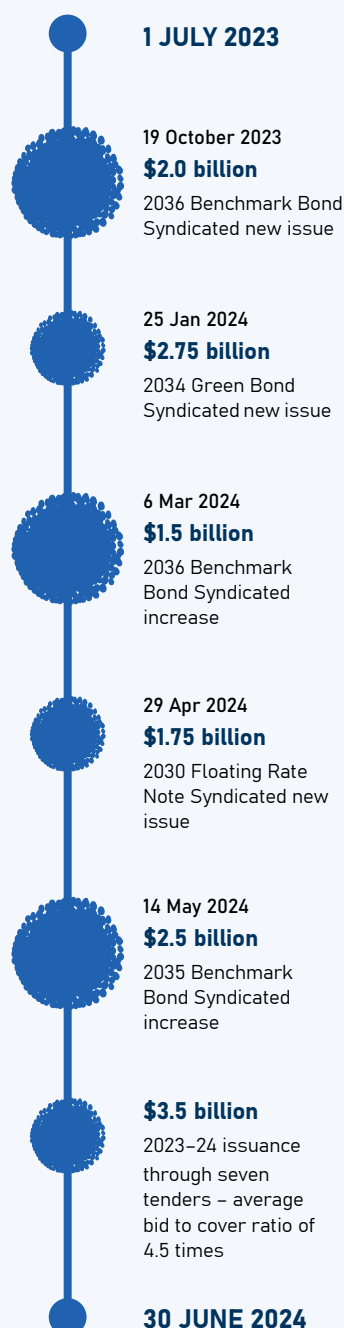 1 JULY 2023
19 October 2023
$2.0 billion
2036 Benchmark Bond
Syndicated new issue
25 Jan 2024
$2.75 billion
2034 Green Bond
Syndicated new issue
6 Mar 2024
$1.5 billion
2036 Benchmark
Bond Syndicated
increase
29 Apr 2024
$1.75 billion
2030 Floating Rate
Note Syndicated new
issue
14 May 2024
$2.5 billion
2035 Benchmark
Bond Syndicated
increase
$3.5 billion
2023–24 issuance
through seven
tenders – average
bid to cover ratio of
4.5 times
30 JUNE 2024